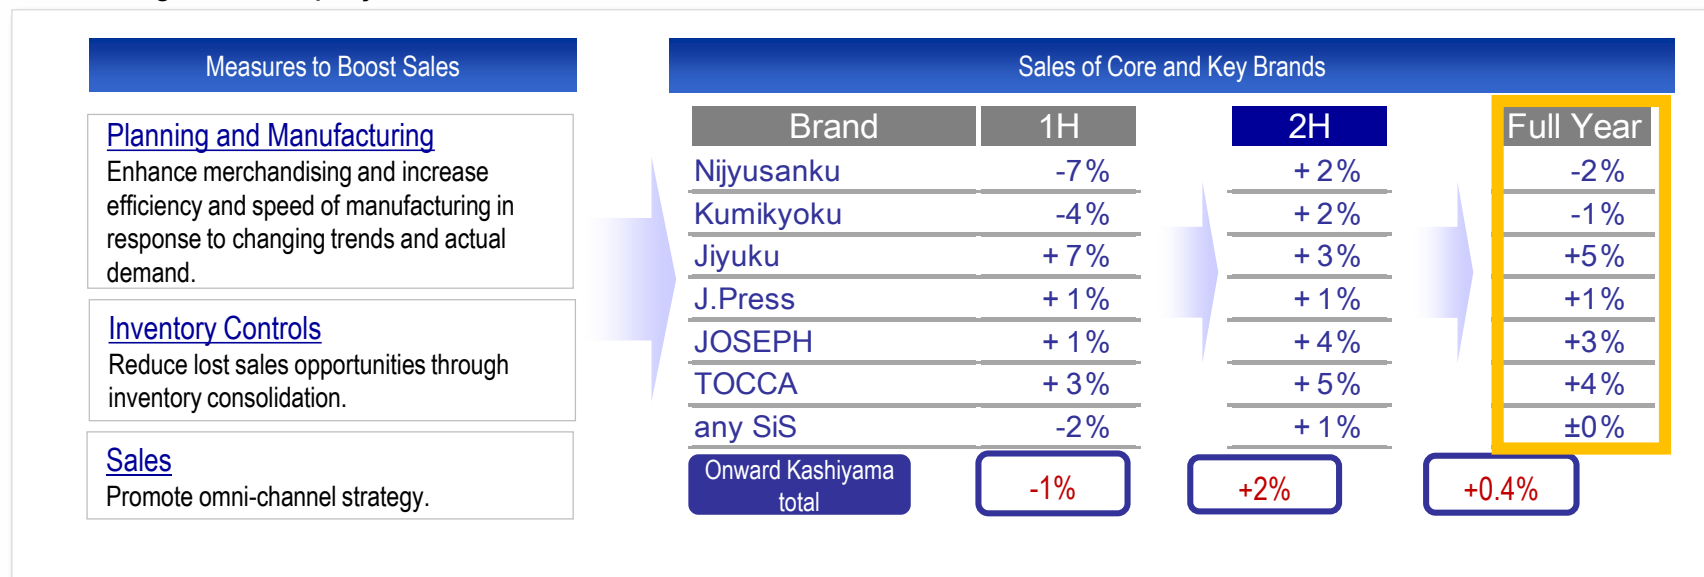 Measures to Boost Sales
Planning and Manufacturing
Enhance merchandising and increase
efficiency and speed of manufacturing in
response to changing trends and actual
demand.
Inventory Controls
Reduce lost sales opportunities through
inventory consolidation.
Sales
Promote omni-channel strategy.
Sales of Core and Key Brands
Brand 1H 2H Full Year
Nijyusanku -7% +2% -2%
Kumikyoku -4% +2% -1%
Jiyuku +7% +3% +5%
J.Press +1% +1% +1%
JOSEPH +1% +4% +3%
TOCCA +3% +5% +4%
any SiS -2% +1% ±0%
Onward Kashiyama
total
-1% +2% +0.4%